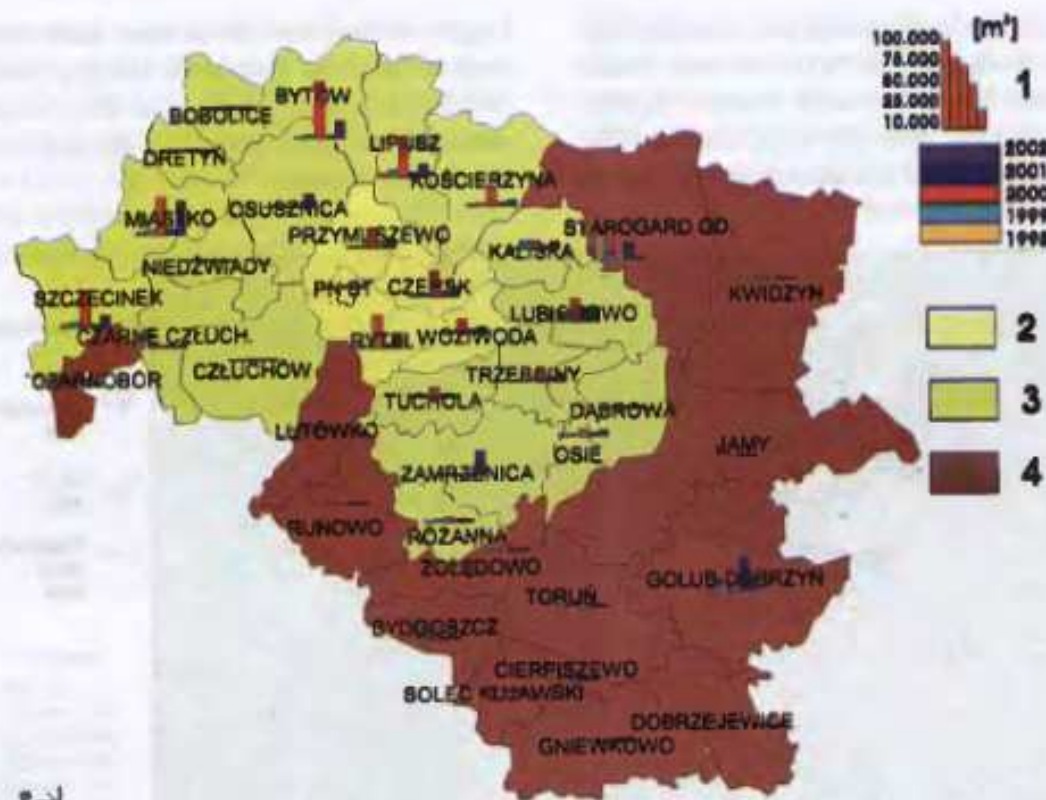 [m³]
100.000
75.000
50.000
25.000
10.000
1
2002
2001
2000
1999
1998
2
3
4
BOBOLICE
BYTÓW
DRETYŃ
LIPUSZ
KOŚCIERZYNA
MIASTKO
OSUSZNICA
PRZYMUSZEWO
STAROGARD GD.
KALISKA
NIEDŹWIADY
PN BT
CZERSK
KWIDZYN
SZCZECINEK
LUBICHOWO
CZARNE CZŁUCH.
RYTEL
WOZIWODA
CZARNOBÓR
CZŁUCHÓW
TRZEBCINY
TUCHOLA
DĄBROWA
LUTÓWKO
OSIE
JAMY
ZAMRZENICA
RUNOWO
RÓŻANNA
ŻOŁĘDOWO
TORUŃ
GOLUB-DOBRZYŃ
BYDGOSZCZ
CIERPISZEWO
SOLEC KUJAWSKI
DOBRZEJEWICE
GNIEWKOWO